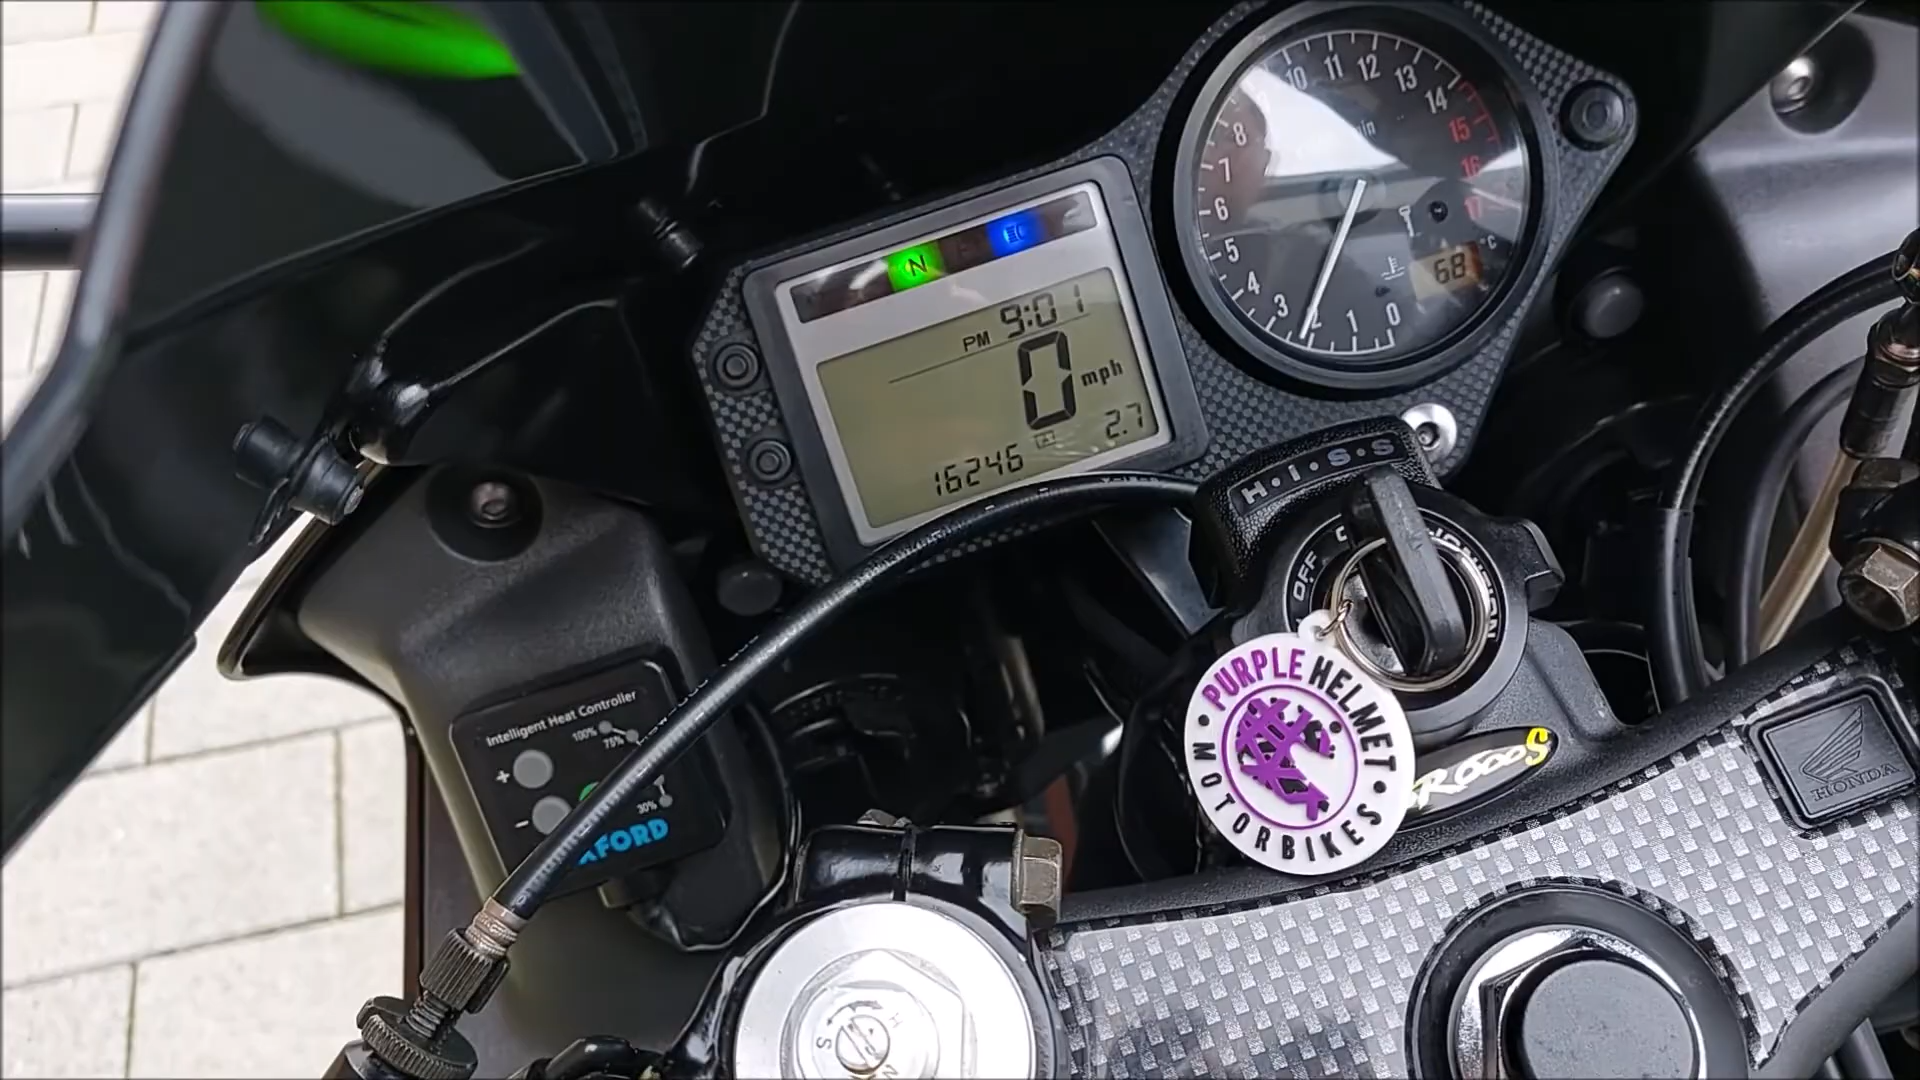 N
PM 9:01
0 mph
16246 A 2.7
0 1 2 3 4 5 6 7 8 10 11 12 13 14 15 16 17
68 °C
H·I·S·S
OFF
IGNITION
PURPLE HELMET
MOTORBIKES
R600S
HONDA
Intelligent Heat Controller
100%
75%
30%
+
-
XFORD
S
H